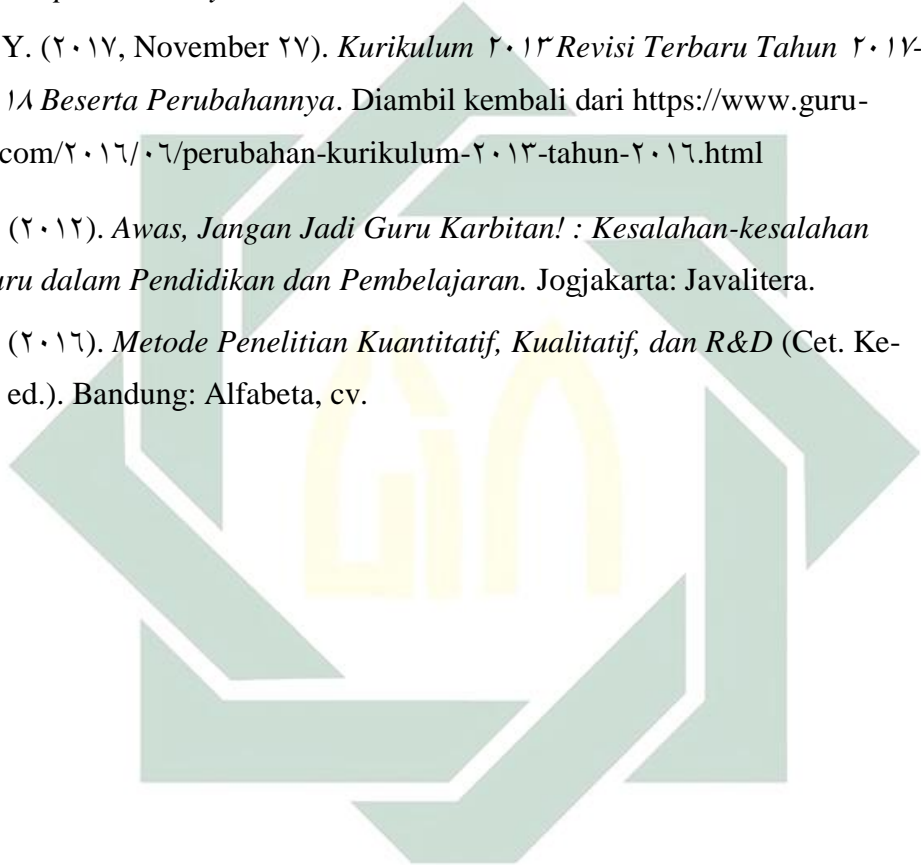 Y. (٢٠١٧, November ٢٧). Kurikulum ٢٠١٣ Revisi Terbaru Tahun ٢٠١٧-
١٨ Beserta Perubahannya. Diambil kembali dari https://www.guru-
com/٢٠١٦/٠٦/perubahan-kurikulum-٢٠١٣-tahun-٢٠١٦.html
(٢٠١٢). Awas, Jangan Jadi Guru Karbitan! : Kesalahan-kesalahan
uru dalam Pendidikan dan Pembelajaran. Jogjakarta: Javalitera.
(٢٠١٦). Metode Penelitian Kuantitatif, Kualitatif, dan R&D (Cet. Ke-
ed.). Bandung: Alfabeta, cv.